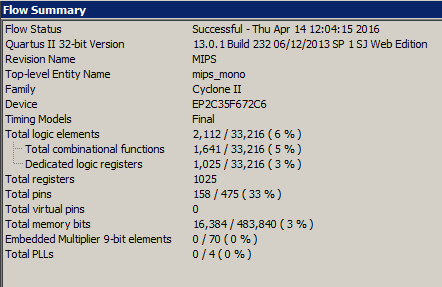 Flow Summary
Flow Status Successful - Thu Apr 14 12:04:15 2016
Quartus II 32-bit Version 13.0.1 Build 232 06/12/2013 SP 1 SJ Web Edition
Revision Name MIPS
Top-level Entity Name mips_mono
Family Cyclone II
Device EP2C35F672C6
Timing Models Final
Total logic elements 2,112 / 33,216 ( 6 % )
Total combinational functions 1,641 / 33,216 ( 5 % )
Dedicated logic registers 1,025 / 33,216 ( 3 % )
Total registers 1025
Total pins 158 / 475 ( 33 % )
Total virtual pins 0
Total memory bits 16,384 / 483,840 ( 3 % )
Embedded Multiplier 9-bit elements 0 / 70 ( 0 % )
Total PLLs 0 / 4 ( 0 % )